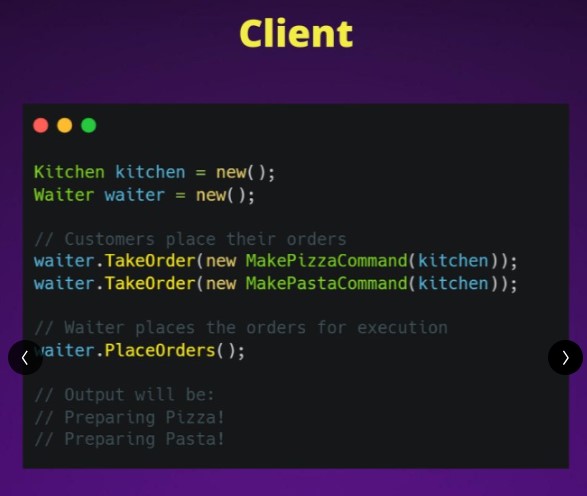 Client
Kitchen kitchen = new();
Waiter waiter = new();
// Customers place their orders
waiter.TakeOrder(new MakePizzaCommand(kitchen));
waiter.TakeOrder(new MakePastaCommand(kitchen));
// Waiter places the orders for execution
waiter.PlaceOrders();
// Output will be:
// Preparing Pizza!
// Preparing Pasta!